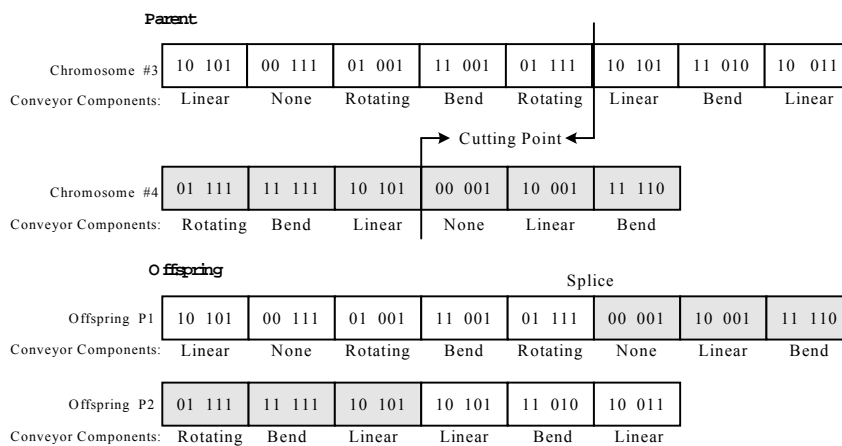 Parent
Chromosome #3 10 101 00 111 01 001 11 001 01 111 10 101 11 010 10 011
Conveyor Components: Linear None Rotating Bend Rotating Linear Bend Linear
Cutting Point
Chromosome #4 01 111 11 111 10 101 00 001 10 001 11 110
Conveyor Components: Rotating Bend Linear None Linear Bend
Offspring
Splice
Offspring P1 10 101 00 111 01 001 11 001 01 111 00 001 10 001 11 110
Conveyor Components: Linear None Rotating Bend Rotating None Linear Bend
Offspring P2 01 111 11 111 10 101 10 101 11 010 10 011
Conveyor Components: Rotating Bend Linear Linear Bend Linear